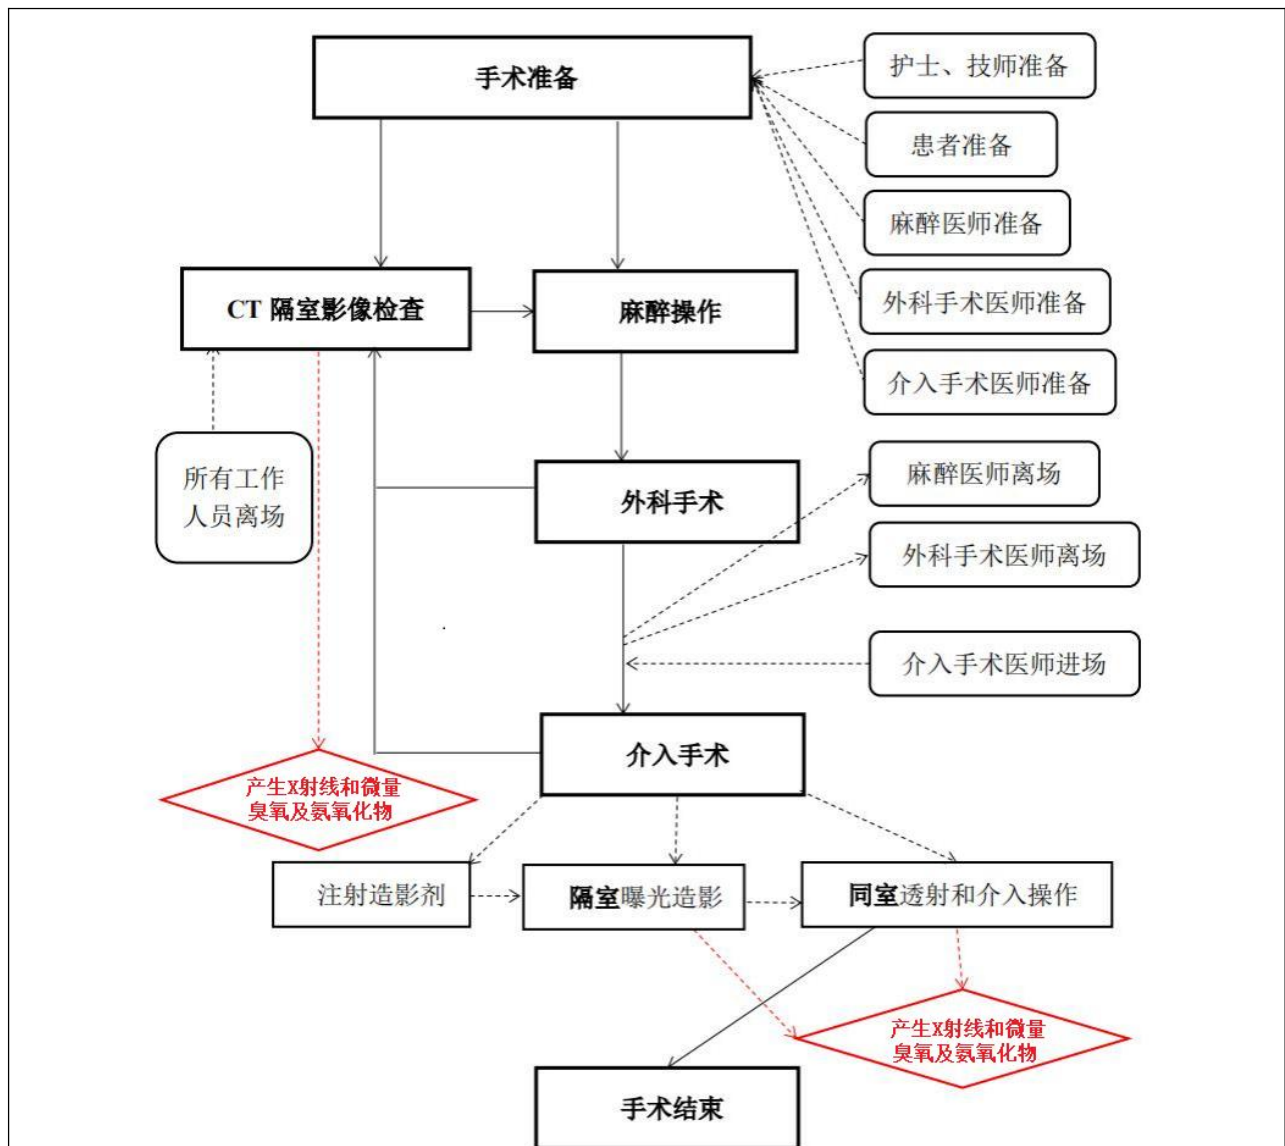 手术准备
护士、技师准备
患者准备
麻醉医师准备
外科手术医师准备
介入手术医师准备
CT 隔室影像检查
麻醉操作
所有工作
人员离场
外科手术
麻醉医师离场
外科手术医师离场
介入手术医师进场
介入手术
产生X射线和微量
臭氧及氨氧化物
注射造影剂
隔室曝光造影
同室透射和介入操作
产生X射线和微量
臭氧及氨氧化物
手术结束